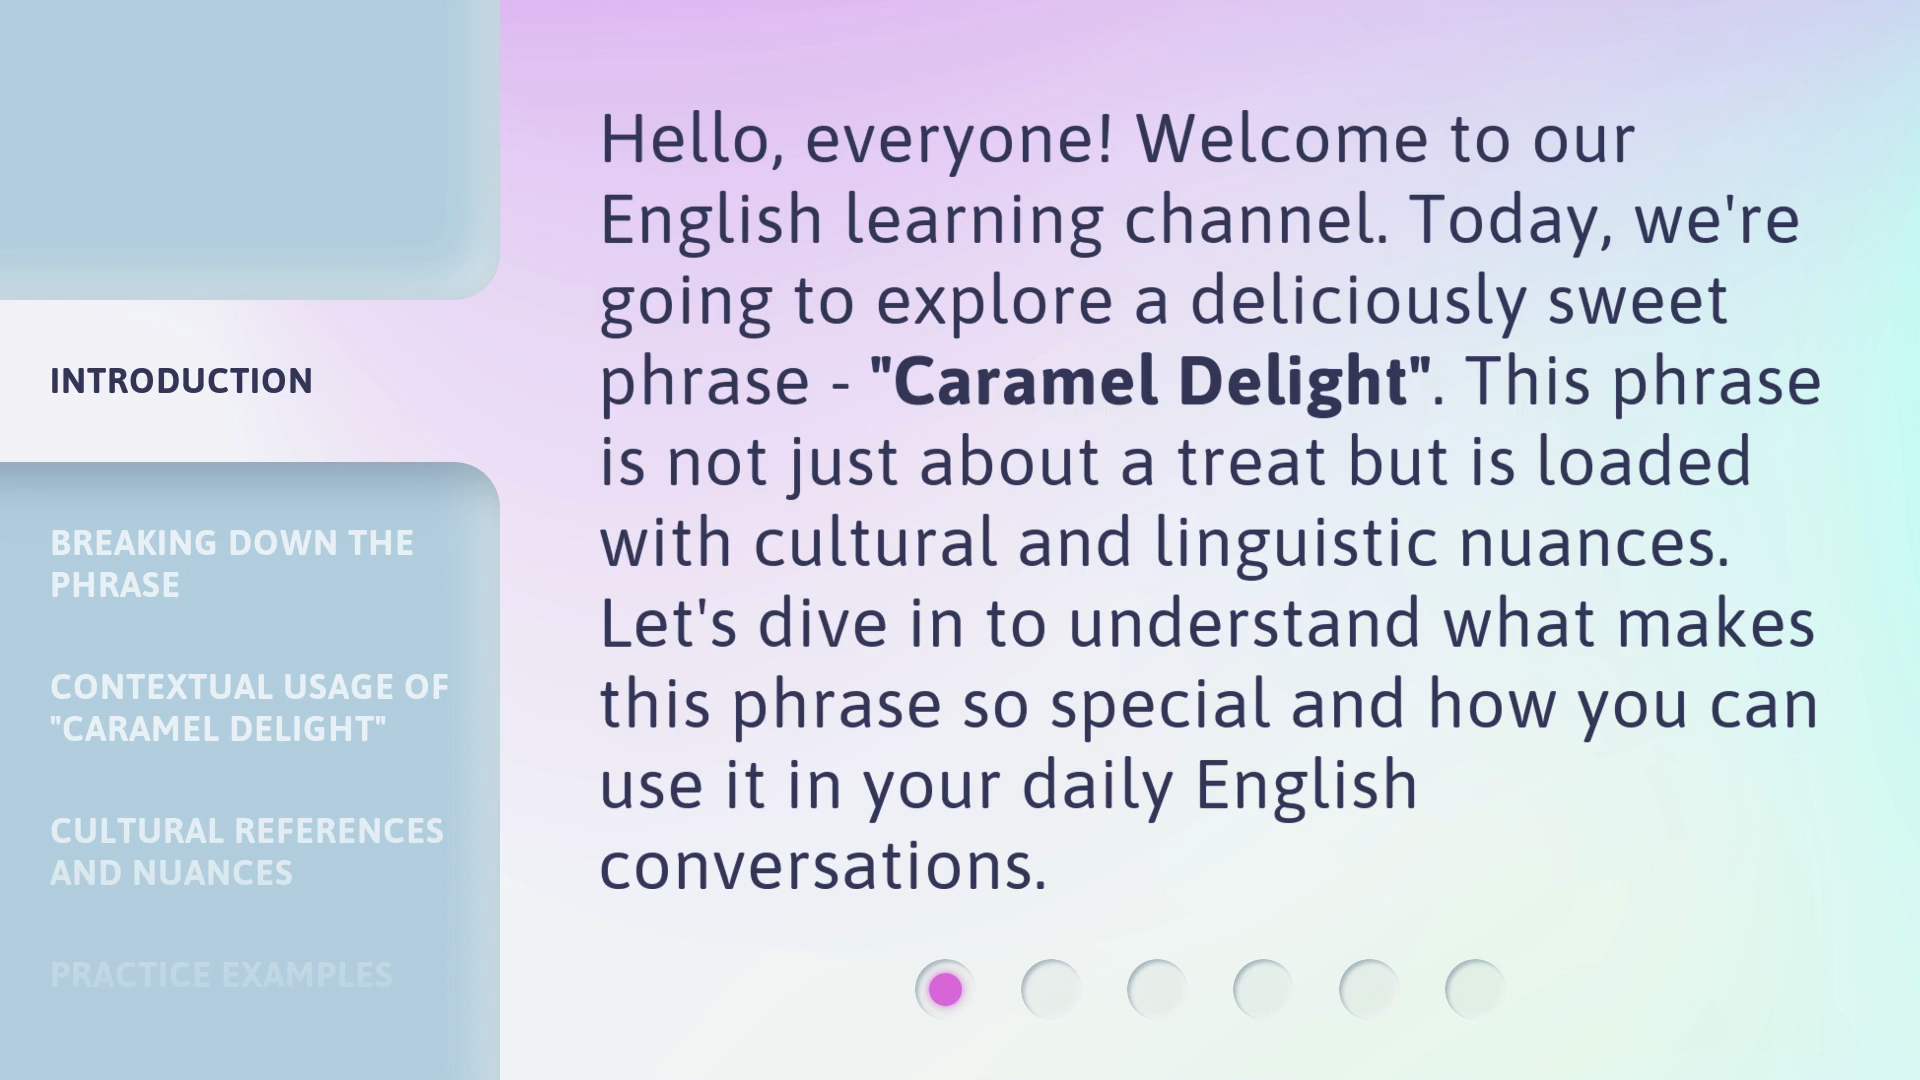 INTRODUCTION
BREAKING DOWN THE
PHRASE
CONTEXTUAL USAGE OF
"CARAMEL DELIGHT"
CULTURAL REFERENCES
AND NUANCES
PRACTICE EXAMPLES
Hello, everyone! Welcome to our
English learning channel. Today, we're
going to explore a deliciously sweet
phrase - "Caramel Delight". This phrase
is not just about a treat but is loaded
with cultural and linguistic nuances.
Let's dive in to understand what makes
this phrase so special and how you can
use it in your daily English
conversations.